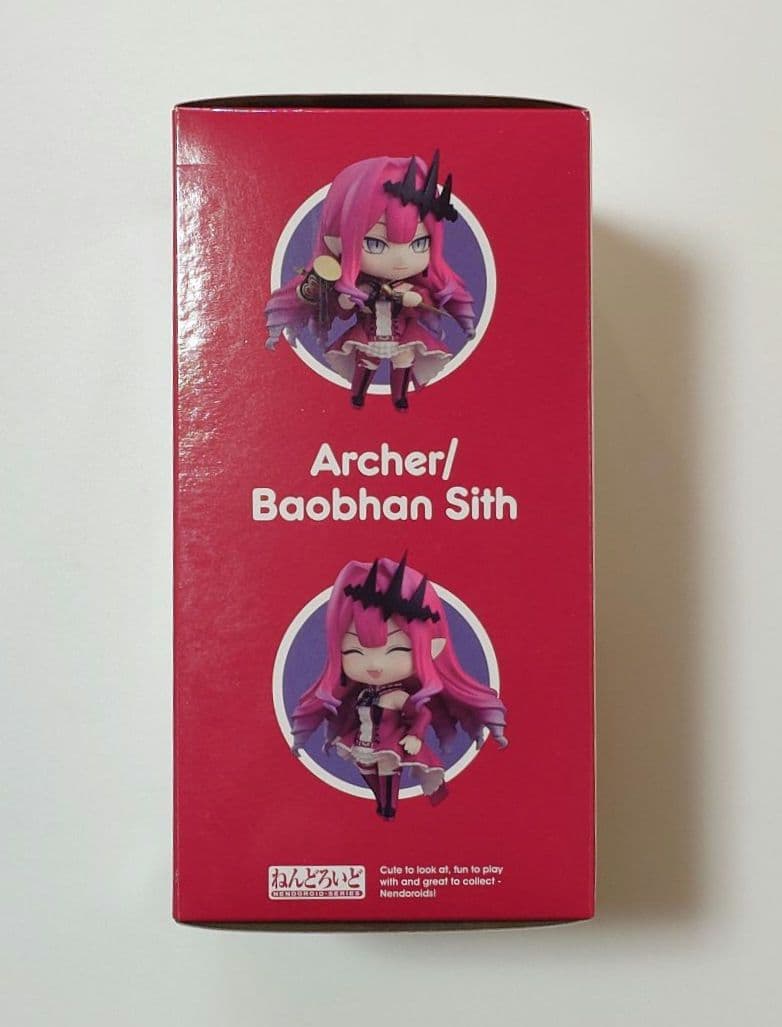 Archer/
Baobhan Sith
ねんどろいど
NENDOROID-SERIES
Cute to look at, fun to play
with and great to collect -
Nendoroids!